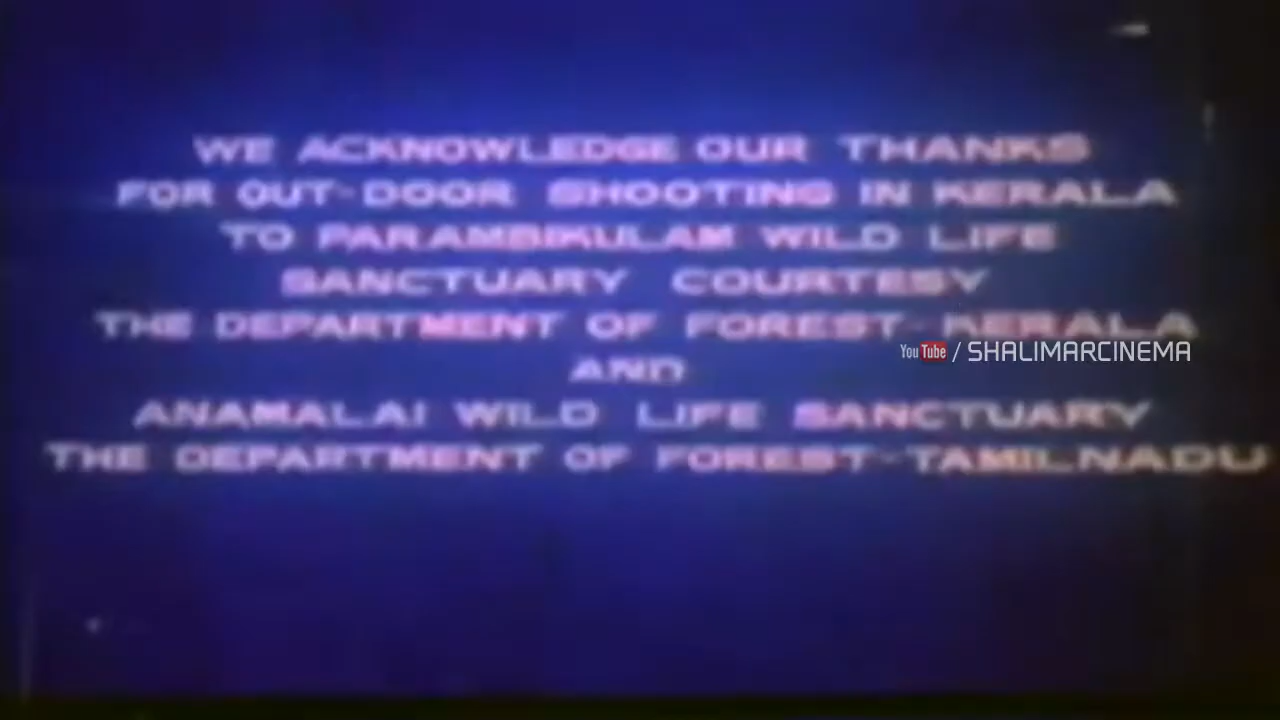 WE ACKNOWLEDGE OUR THANKS
FOR OUT-DOOR SHOOTING IN KERALA
TO PARAMBIKULAM WILD LIFE
SANCTUARY COURTESY
THE DEPARTMENT OF FOREST-KERALA
YouTube / SHALIMARCINEMA
AND
ANAMALAI WILD LIFE SANCTUARY
THE DEPARTMENT OF FOREST-TAMILNADU